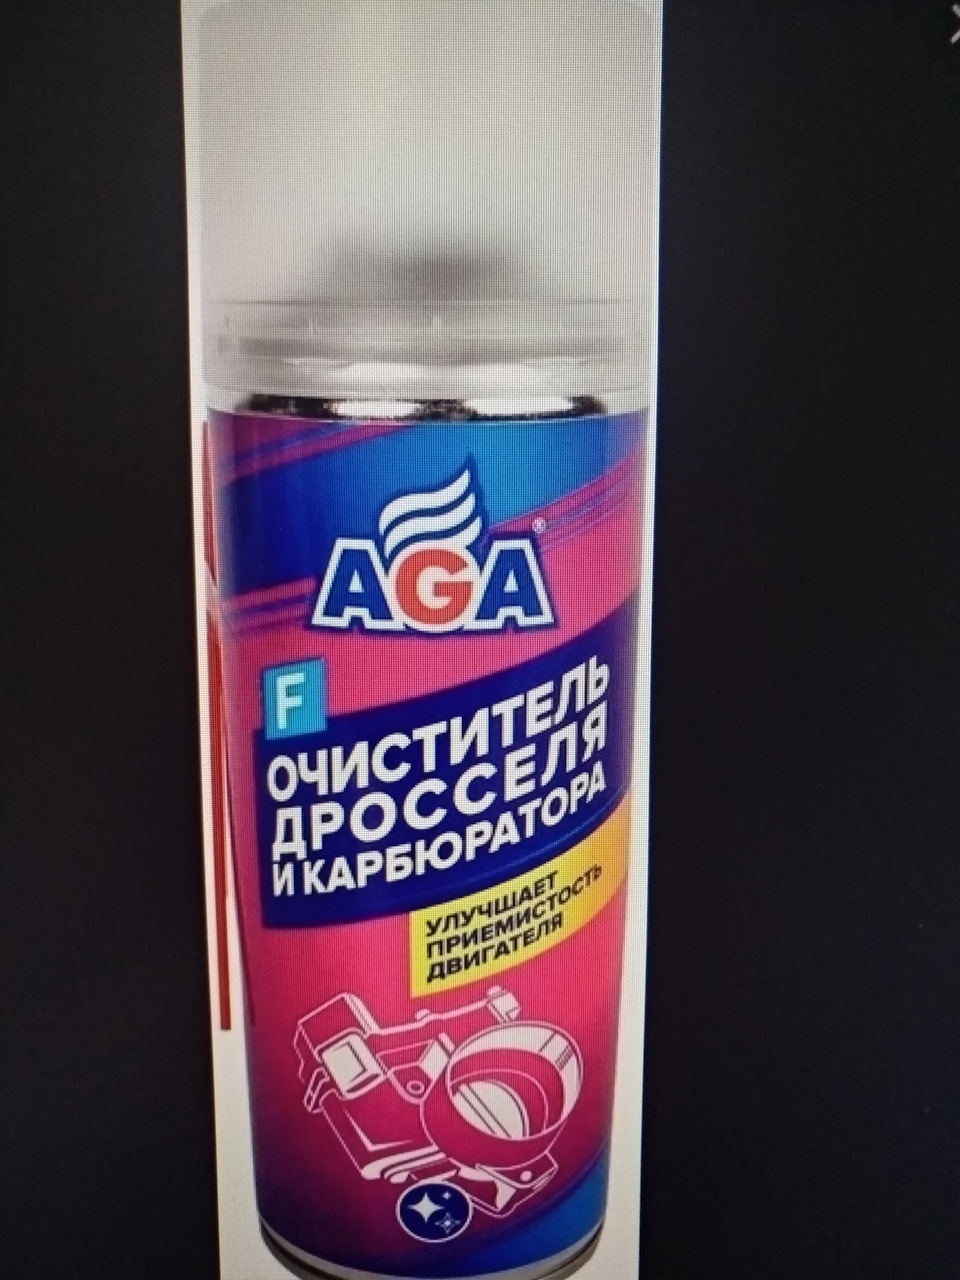 AGA®
F
ОЧИСТИТЕЛЬ
ДРОССЕЛЯ
И КАРБЮРАТОРА
УЛУЧШАЕТ
ПРИЕМИСТОСТЬ
ДВИГАТЕЛЯ